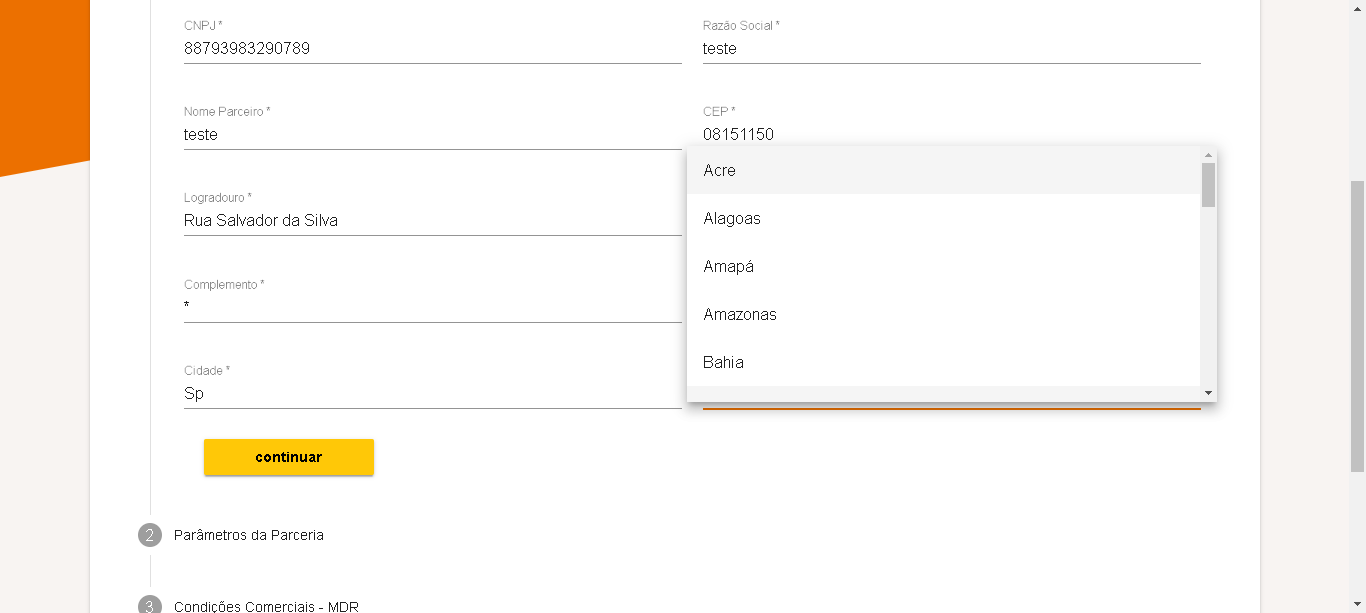 CNPJ *
Razão Social *
88793983290789
teste
Nome Parceiro *
CEP *
teste
08151150
Acre
Logradouro *
Rua Salvador da Silva
Alagoas
Amapá
Complemento *
*
Amazonas
Bahia
Cidade *
Sp
continuar
2 Parâmetros da Parceria
3 Condições Comerciais - MDR